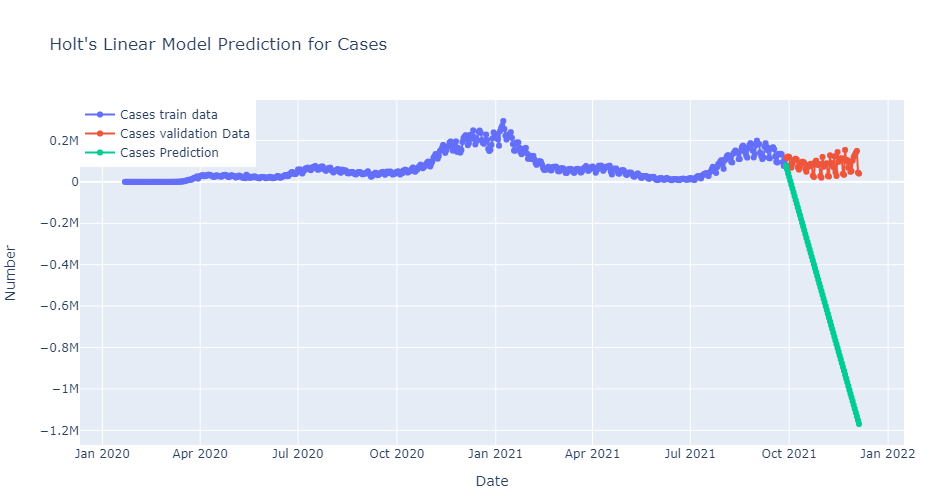 Holt's Linear Model Prediction for Cases
Cases train data
Cases validation Data
Cases Prediction
0.2M
0
−0.2M
−0.4M
−0.6M
−0.8M
−1M
−1.2M
Number
Jan 2020 Apr 2020 Jul 2020 Oct 2020 Jan 2021 Apr 2021 Jul 2021 Oct 2021 Jan 2022
Date